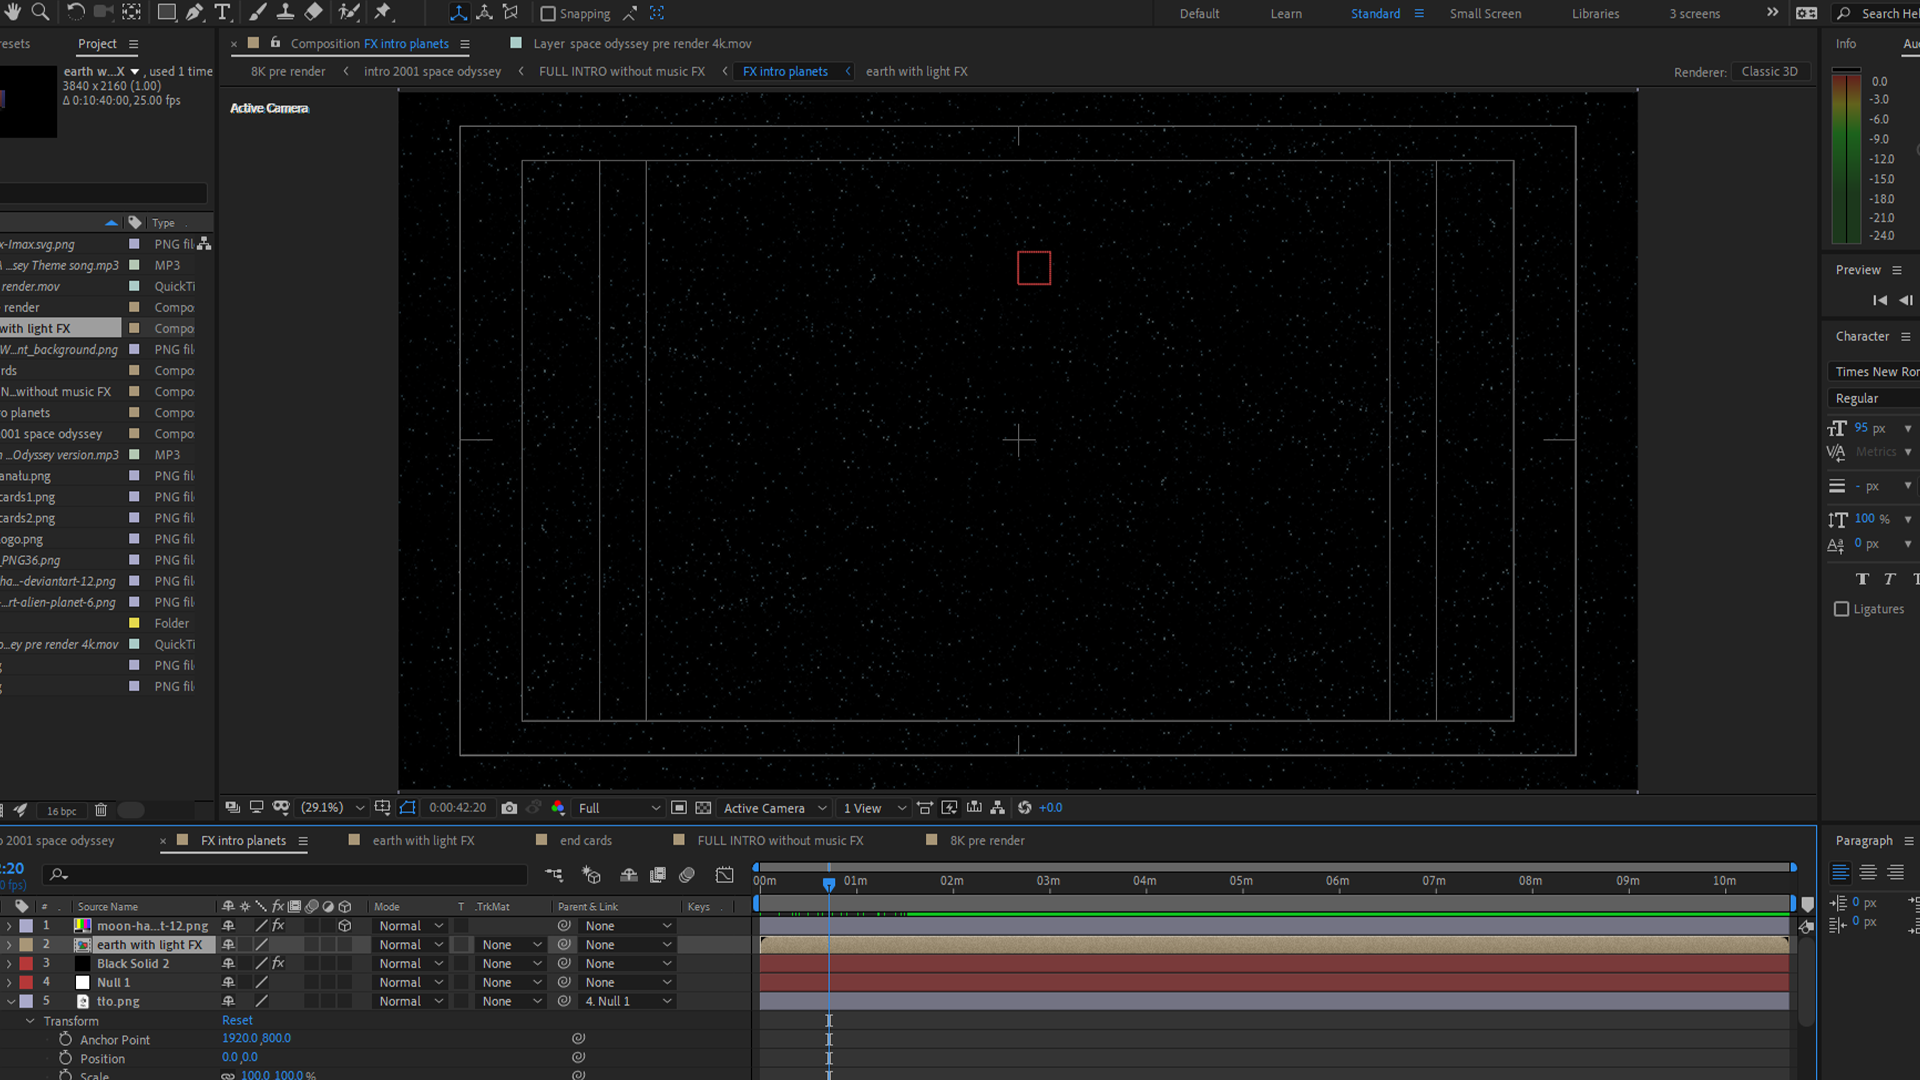 Snapping
Default
Learn
Standard
Small Screen
Libraries
3 screens
Search Hel
esets
Project
Composition FX intro planets
Layer space odyssey pre render 4k.mov
Info
Au
earth w...X , used 1 time
3840 x 2160 (1.00)
Δ 0:10:40:00, 25.00 fps
8K pre render
intro 2001 space odyssey
FULL INTRO without music FX
FX intro planets
earth with light FX
Renderer:
Classic 3D
Active Camera
0.0
-3.0
-6.0
-9.0
-12.0
-15.0
-18.0
-21.0
-24.0
Type
x-Imax.svg.png PNG fil
...sey Theme song.mp3 MP3
render.mov QuickTi
render Compo
with light FX Compo
W...nt_background.png PNG fil
rds Compo
N...without music FX Compo
o planets Compo
001 space odyssey Compo
...Odyssey version.mp3 MP3
anatu.png PNG fil
cards1.png PNG fil
cards2.png PNG fil
ogo.png PNG fil
_PNG36.png PNG fil
ha...-deviantart-12.png PNG fil
-...rt-alien-planet-6.png PNG fil
Folder
o...ey pre render 4k.mov QuickTi
PNG fil
PNG fil
Preview
Character
Times New Ron
Regular
95 px
Metrics
- px
100 %
0 px
T T T
Ligatures
16 bpc
(29.1%)
0:00:42:20
Full
Active Camera
1 View
+0.0
o 2001 space odyssey
FX intro planets
earth with light FX
end cards
FULL INTRO without music FX
8K pre render
Paragraph
2:20
0 fps)
00m 01m 02m 03m 04m 05m 06m 07m 08m 09m 10m
# Source Name fx Mode T .TrkMat Parent & Link Keys
1 moon-ha...t-12.png fx Normal None
2 earth with light FX Normal None None
3 Black Solid 2 fx Normal None None
4 Null 1 Normal None None
5 tto.png Normal None 4. Null 1
Transform Reset
Anchor Point 1920.0,800.0
Position 0.0,0.0
Scale 100.0,100.0%
0 px
0 px